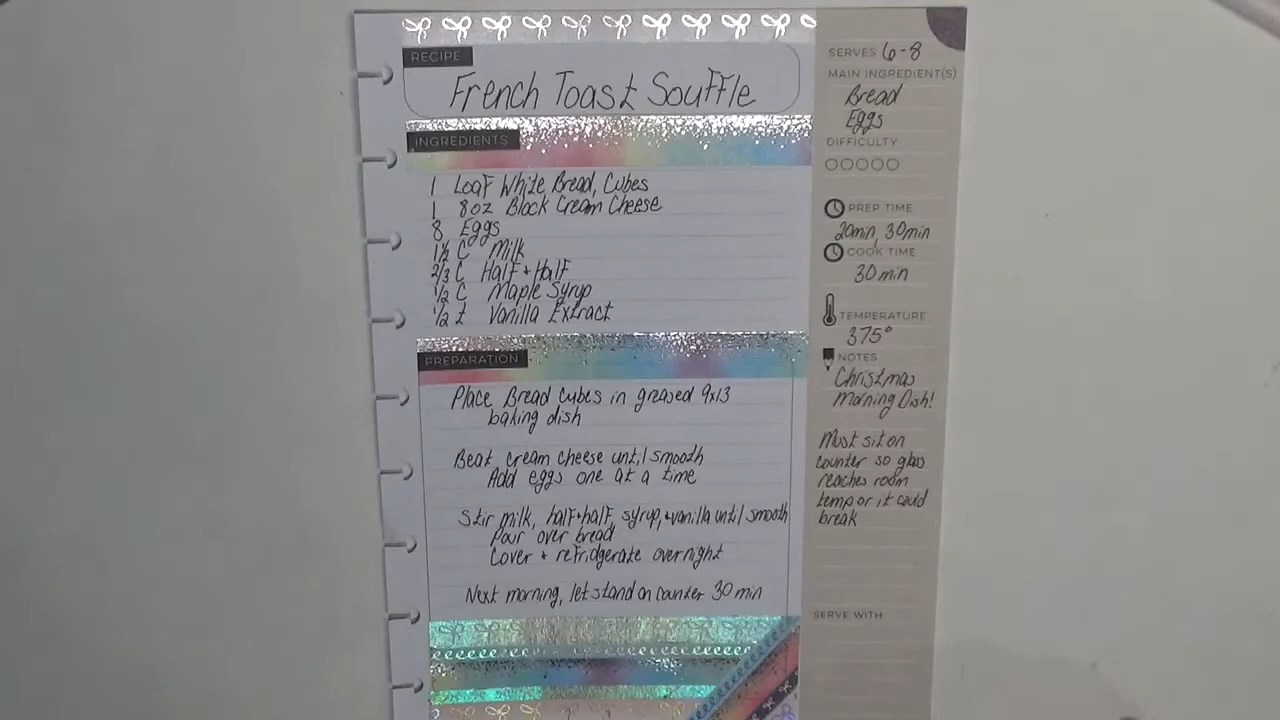 RECIPE
French Toast Souffle
INGREDIENTS
1 Loaf White Bread, Cubes
1 8oz Block Cream Cheese
8 Eggs
1½ C Milk
2/3 C Half + Half
½ C Maple Syrup
½ t Vanilla Extract
PREPARATION
Place Bread Cubes in greased 9x13
baking dish
Beat cream cheese until smooth
Add eggs one at a time
Stir milk, half+half, syrup, + vanilla until smooth
Pour over bread
Cover + refridgerate overnight
Next morning, let stand on counter 30 min
SERVES 6-8
MAIN INGREDIENT(S)
Bread
Eggs
DIFFICULTY
PREP TIME
20min, 30min
COOK TIME
30 min
TEMPERATURE
375°
NOTES
Christmas
Morning Dish!
Must sit on
counter so glass
reaches room
temp or it could
break
SERVE WITH